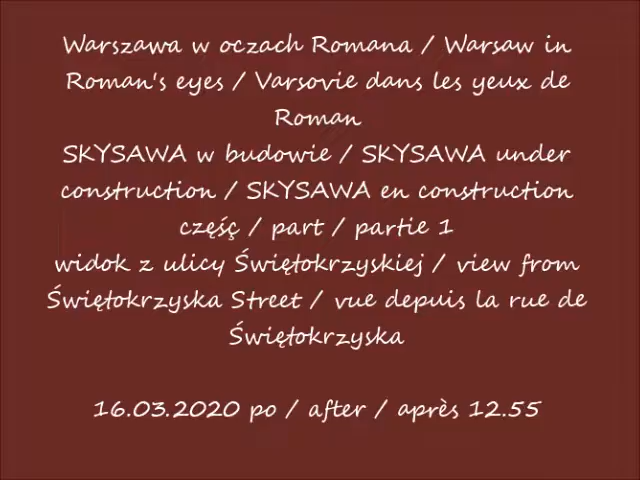 Warszawa w oczach Romana / Warsaw in
Roman's eyes / Varsovie dans les yeux de
Roman
SKYSAWA w budowie / SKYSAWA under
construction / SKYSAWA en construction
częśç / part / partie 1
widok z ulicy Świętokrzyskiej / view from
Świętokrzyska Street / vue depuis la rue de
Świętokrzyska
16.03.2020 po / after / après 12.55